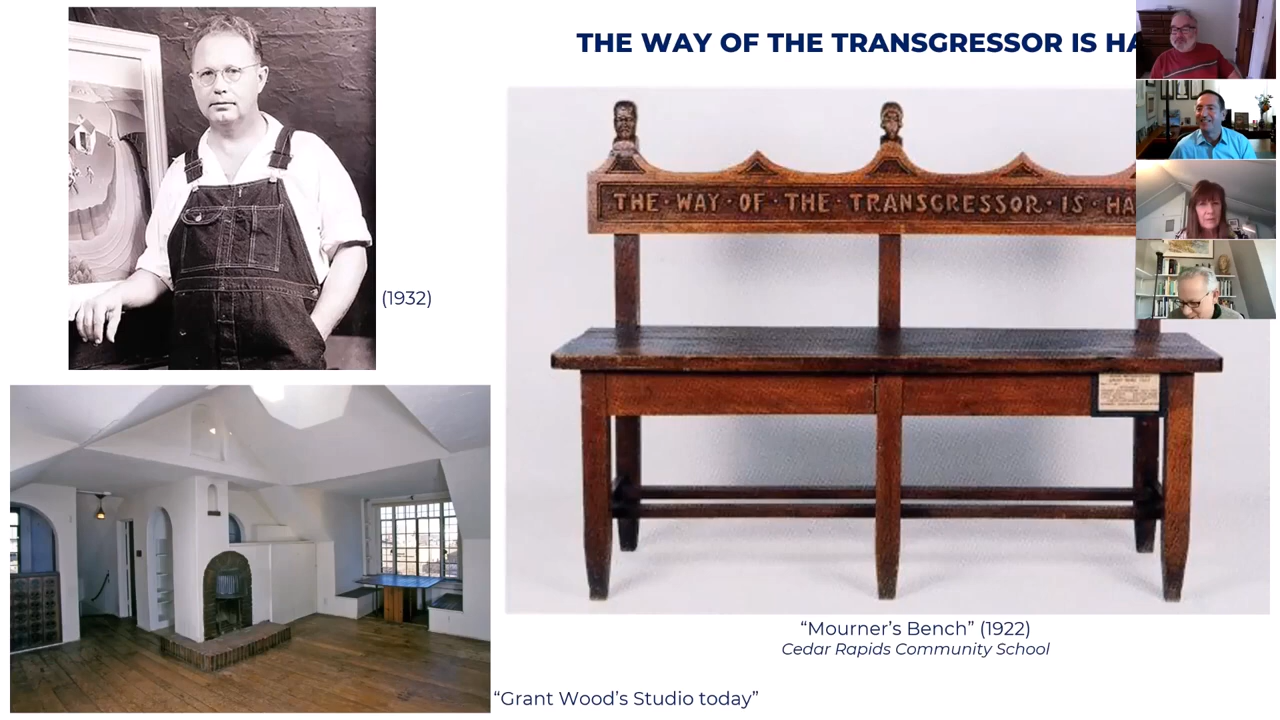 THE WAY OF THE TRANSGRESSOR IS HA
(1932)
THE·WAY·OF·THE·TRANSGRESSOR·IS·HA
“Mourner’s Bench” (1922)
Cedar Rapids Community School
“Grant Wood’s Studio today”